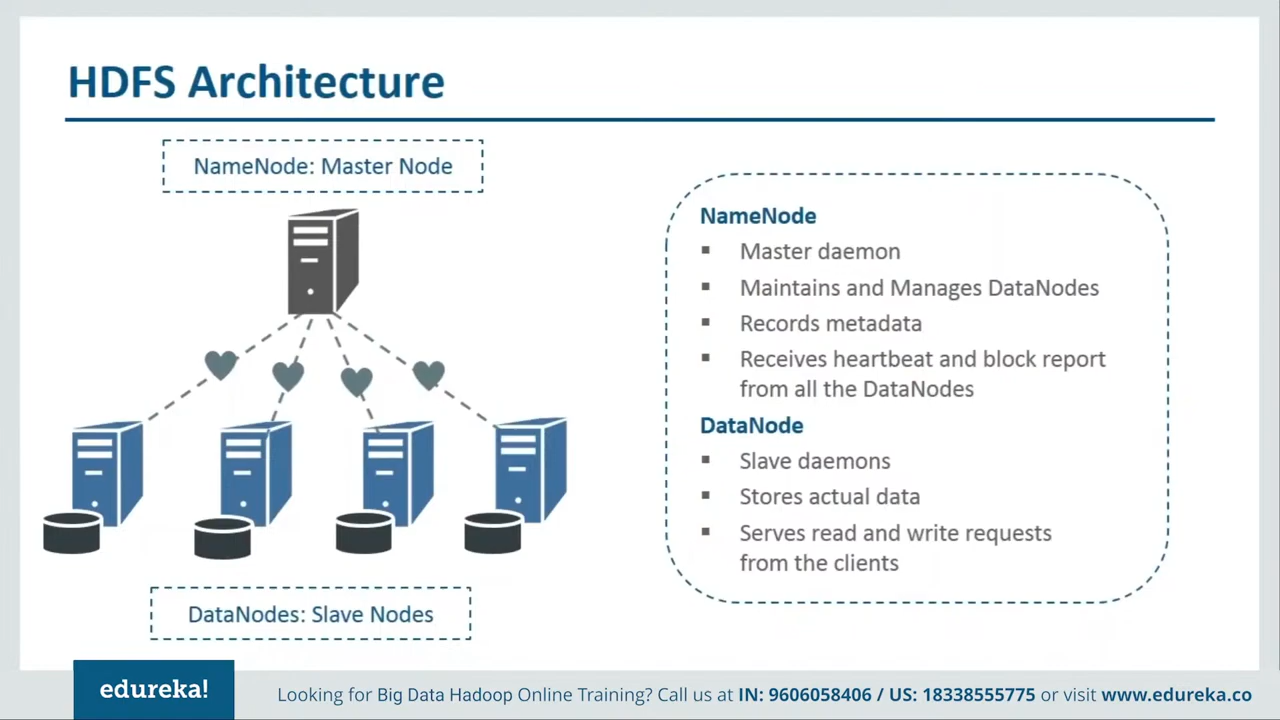 HDFS Architecture
NameNode: Master Node
DataNodes: Slave Nodes
NameNode
▪ Master daemon
▪ Maintains and Manages DataNodes
▪ Records metadata
▪ Receives heartbeat and block report
from all the DataNodes
DataNode
▪ Slave daemons
▪ Stores actual data
▪ Serves read and write requests
from the clients
edureka!
Looking for Big Data Hadoop Online Training? Call us at IN: 9606058406 / US: 18338555775 or visit www.edureka.co